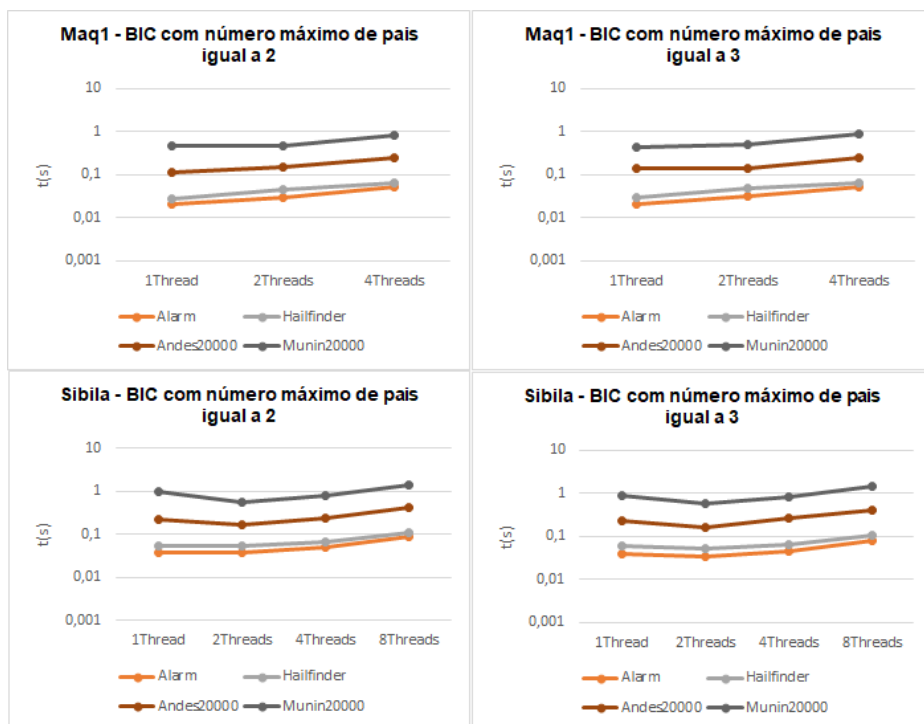 Maq1 - BIC com número máximo de pais
igual a 2
10
1
0,1
0,01
0,001
t(s)
1Thread 2Threads 4Threads
Alarm Hailfinder
Andes20000 Munin20000
Maq1 - BIC com número máximo de pais
igual a 3
10
1
0,1
0,01
0,001
t(s)
1Thread 2Threads 4Threads
Alarm Hailfinder
Andes20000 Munin20000
Sibila - BIC com número máximo de pais
igual a 2
10
1
0,1
0,01
0,001
t(s)
1Thread 2Threads 4Threads 8Threads
Alarm Hailfinder
Andes20000 Munin20000
Sibila - BIC com número máximo de pais
igual a 3
10
1
0,1
0,01
0,001
t(s)
1Thread 2Threads 4Threads 8Threads
Alarm Hailfinder
Andes20000 Munin20000